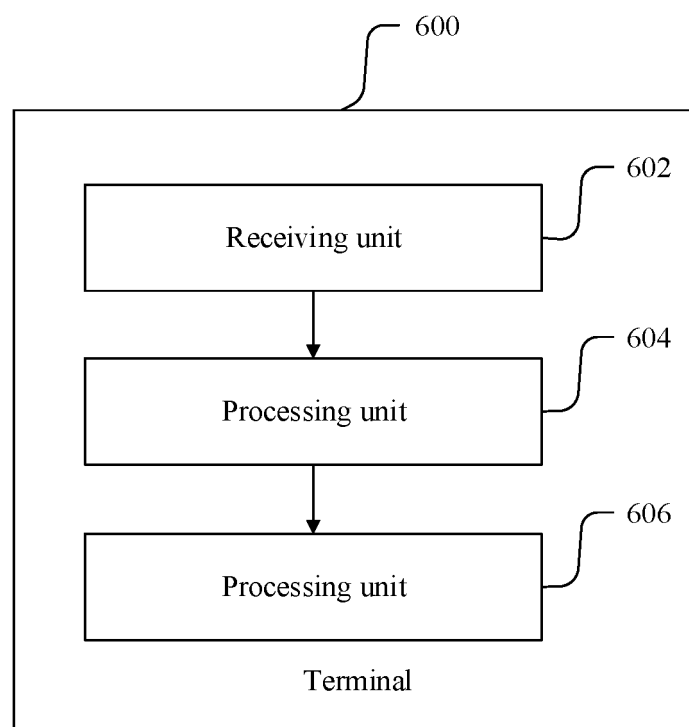 600
602
Receiving unit
604
Processing unit
606
Processing unit
Terminal